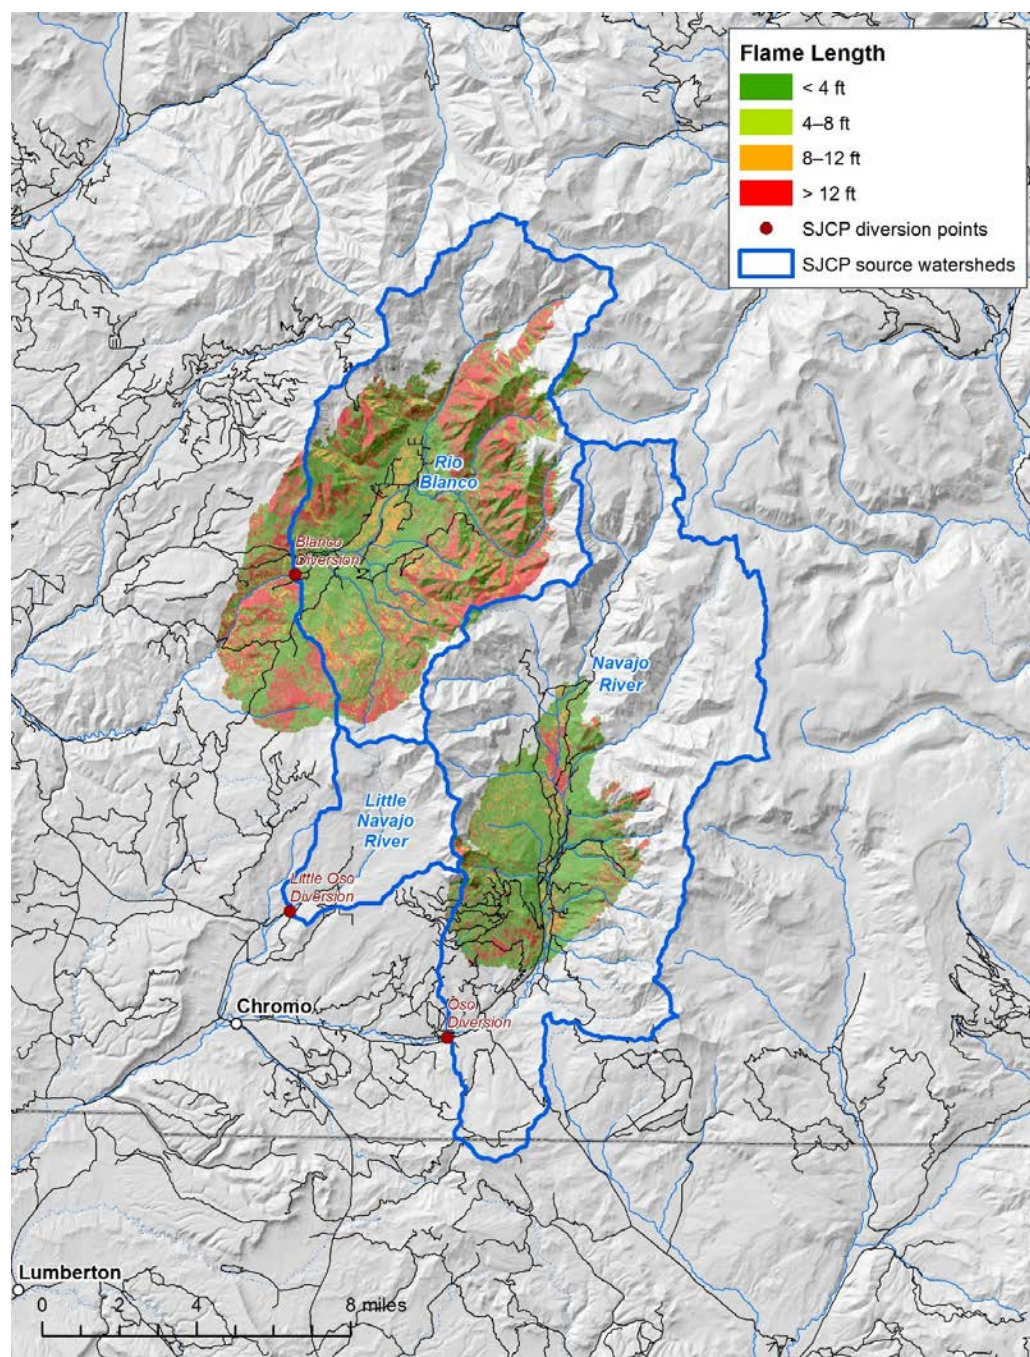 Flame Length
< 4 ft
4–8 ft
8–12 ft
> 12 ft
SJCP diversion points
SJCP source watersheds
Rio
Blanco
Blanco
Diversion
Navajo
River
Little
Navajo
River
Little Oso
Diversion
Chromo
Oso
Diversion
Lumberton
0 2 4 8 miles